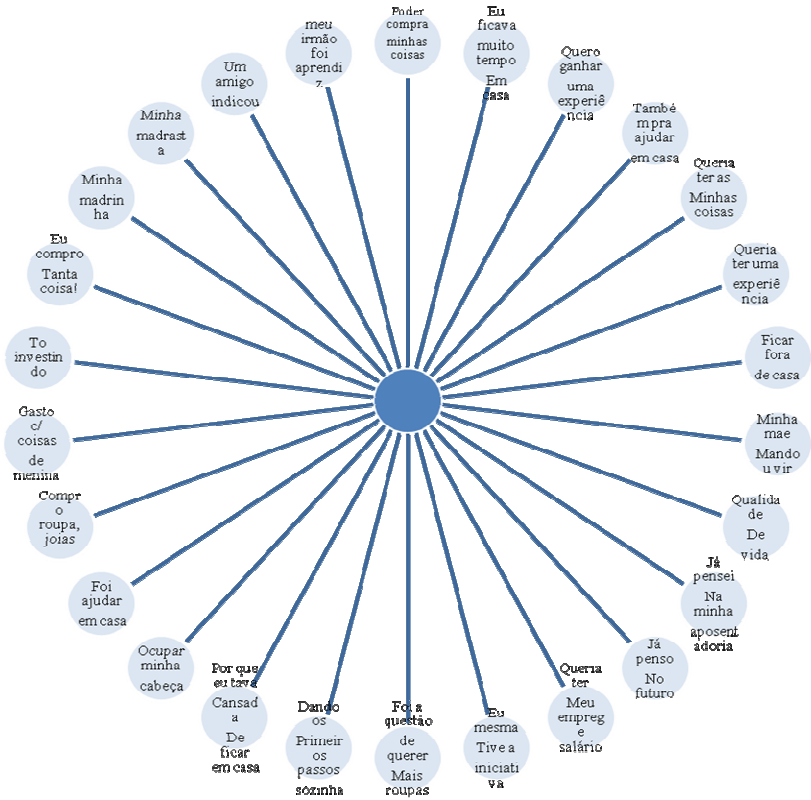 Poder
compra
minhas
coisas
Eu
ficava
muito
tempo
Em
casa
Quero
ganhar
uma
experiê
ncia
També
m pra
ajudar
em casa
Queria
ter as
Minhas
coisas
Queria
ter uma
experiê
ncia
Ficar
fora
de casa
Minha
mae
Mando
u vir
Qualida
de
De
vida
Já
pensei
Na
minha
aposent
adoria
Já
penso
No
futuro
Queria
ter
Meu
empreg
e
salário
Eu
mesma
Tive a
iniciati
va
Foi a
questão
de
querer
Mais
roupas
Dando
os
Primeir
os
passos
sozinha
Por que
eu tava
Cansad
a
De
ficar
em casa
Ocupar
minha
cabeça
Foi
ajudar
em casa
Compr
o
roupa,
joias
Gasto
c/
coisas
de
menina
To
investin
do
Eu
compro
Tanta
coisa!
Minha
madrin
ha
Minha
madrast
a
Um
amigo
indicou
meu
irmão
foi
aprendi
z